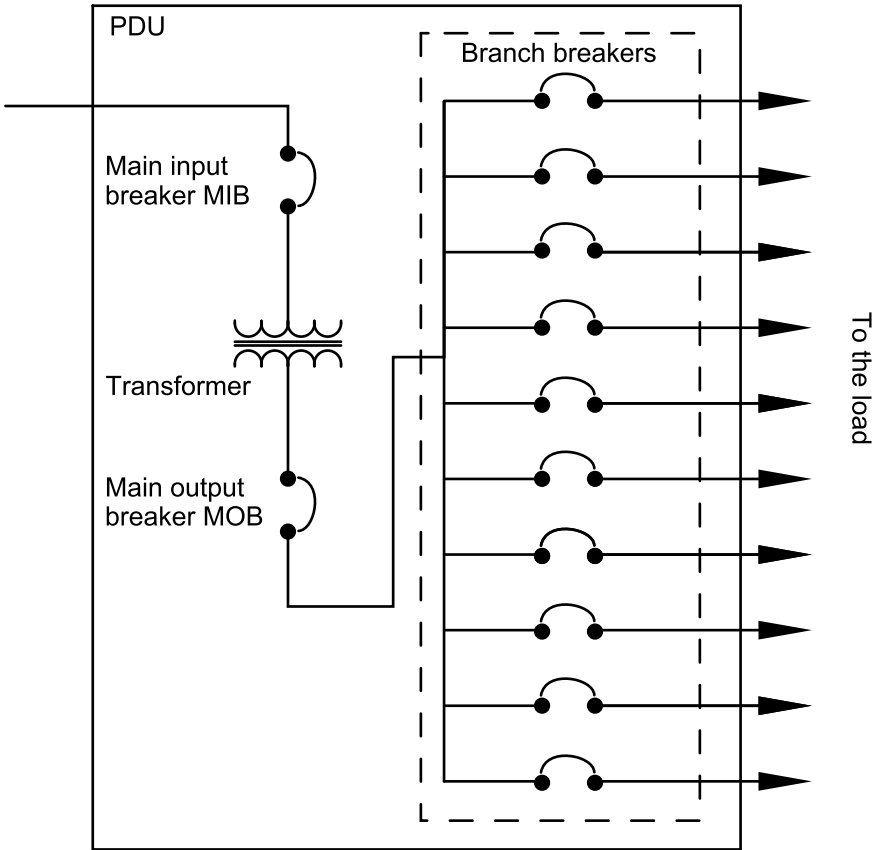 PDU
Branch breakers
Main input
breaker MIB
Transformer
Main output
breaker MOB
To the load